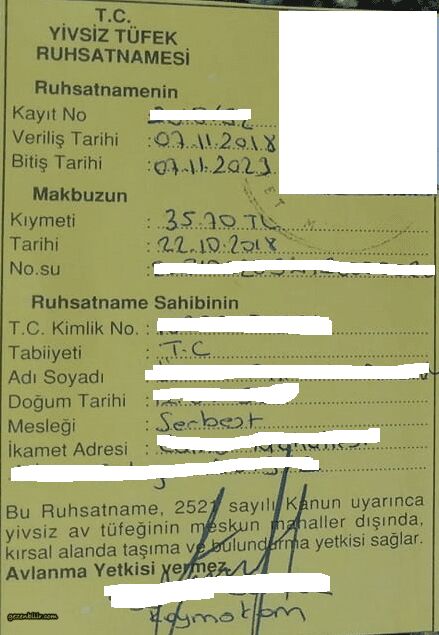 T.C.
YİVSİZ TÜFEK
RUHSATNAMESİ
Ruhsatnamenin
Kayıt No
Veriliş Tarihi : 07.11.2018
Bitiş Tarihi : 07.11.2023
Makbuzun
Kıymeti : 35.70 TL
Tarihi : 22.10.2018
No.su :
Ruhsatname Sahibinin
T.C. Kimlik No. :
Tabiiyeti : T.C
Adı Soyadı
Doğum Tarihi :
Mesleği : Serbest
İkamet Adresi :
Bu Ruhsatname, 2521 sayılı Kanun uyarınca
yivsiz av tüfeğinin meskun mahaller dışında,
kırsal alanda taşıma ve bulundurma yetkisi sağlar.
Avlanma Yetkisi vermez
Kaymakam
gezenbilir.com